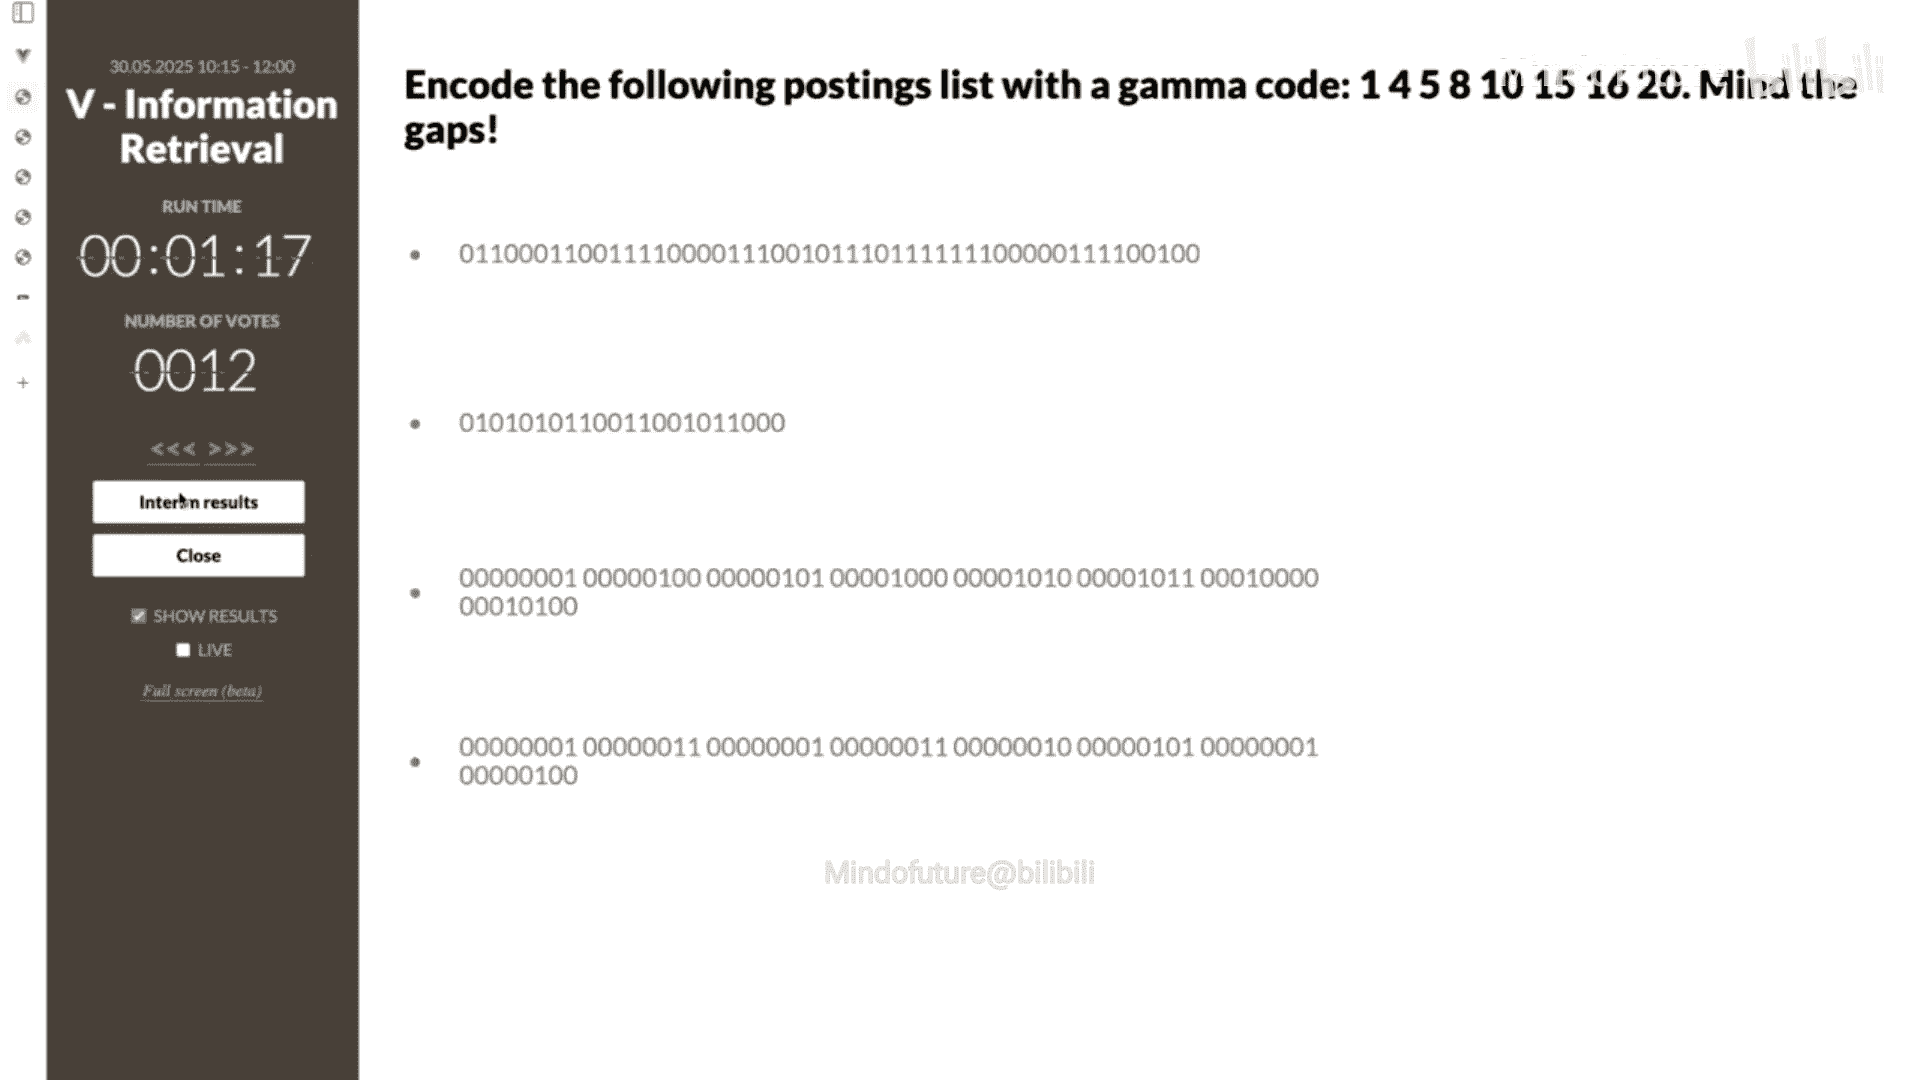 30.05.2025 10:15 - 12:00
V - Information
Retrieval
RUN TIME
00:01:17
NUMBER OF VOTES
0012
<<< >>>
Interim results
Close
SHOW RESULTS
LIVE
Full screen (beta)
Encode the following postings list with a gamma code: 1 4 5 8 10 15 16 20. Mind the
gaps!
01100011001111000011100101110111111100000111100100
0101010110011001011000
00000001 00000100 00000101 00001000 00001010 00001011 00010000
00010100
00000001 00000011 00000001 00000011 00000010 00000101 00000001
00000100
Mindofuture@bilibili